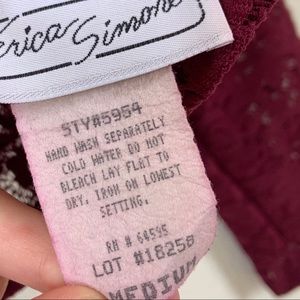 Erica
Simone
STY#5954
HAND WASH SEPARATELY
COLD WATER DO NOT
BLEACH LAY FLAT TO
DRY. IRON ON LOWEST
SETTING.
RN # 64595
LOT #18258
MEDIUM